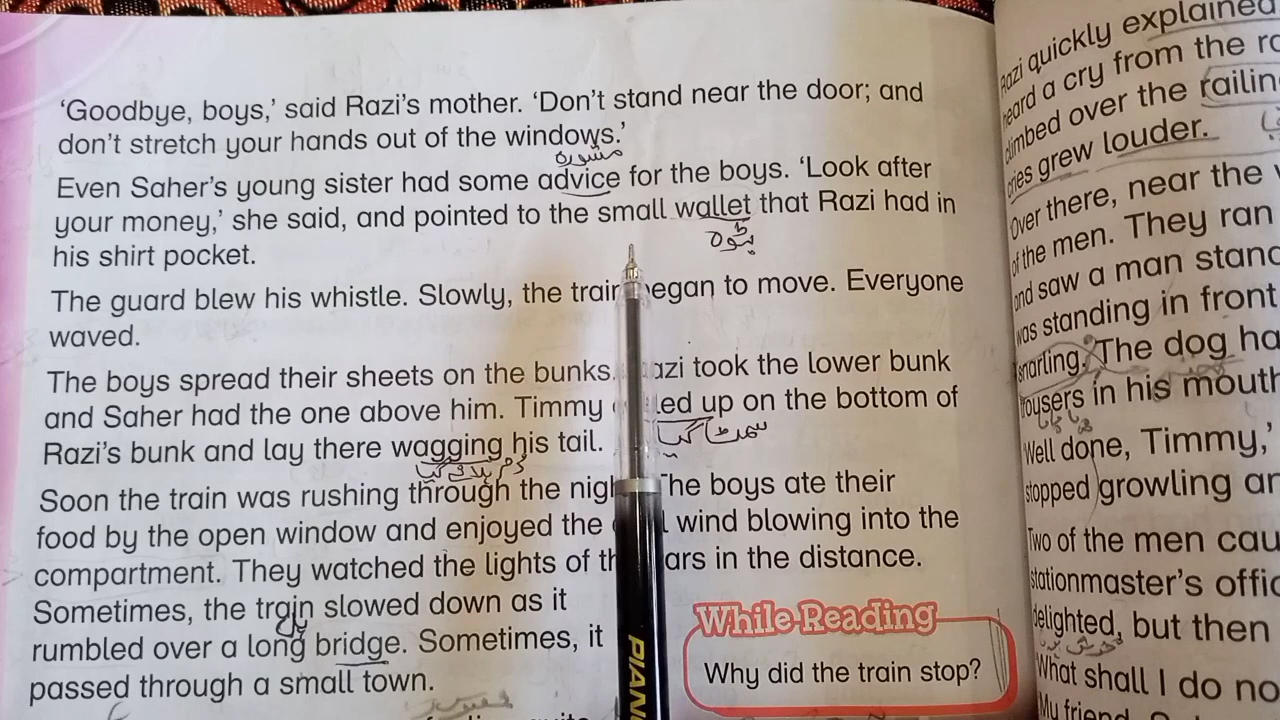 ‘Goodbye, boys,’ said Razi’s mother. ‘Don’t stand near the door; and
don’t stretch your hands out of the windows.’
مشورہ
Even Saher’s young sister had some advice for the boys. ‘Look after
your money,’ she said, and pointed to the small wallet that Razi had in
بٹوہ
his shirt pocket.
The guard blew his whistle. Slowly, the train began to move. Everyone
waved.
The boys spread their sheets on the bunks. Razi took the lower bunk
and Saher had the one above him. Timmy led up on the bottom of
سمٹ گیا
Razi’s bunk and lay there wagging his tail.
Soon the train was rushing through the nigh The boys ate their
food by the open window and enjoyed the wind blowing into the
compartment. They watched the lights of th ars in the distance.
Sometimes, the train slowed down as it
پل
rumbled over a long bridge. Sometimes, it
passed through a small town.
While Reading
Why did the train stop?
Razi quickly explained
heard a cry from the ro
climbed over the railin
cries grew louder.
Over there, near the
of the men. They ran
and saw a man stand
was standing in front
snarling. The dog ha
trousers in his mouth
‘Well done, Timmy,’
stopped growling an
Two of the men cau
stationmaster’s offic
delighted, but then
‘What shall I do no
‘My friend
PIAN